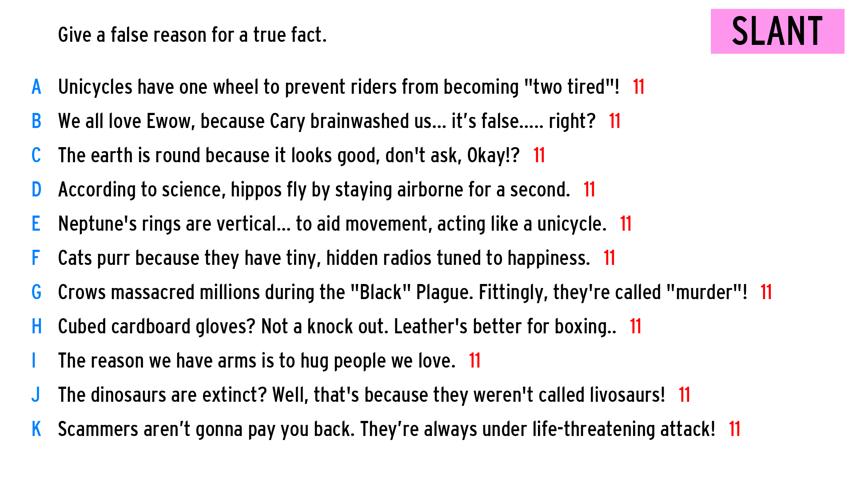 Give a false reason for a true fact.
SLANT
A Unicycles have one wheel to prevent riders from becoming "two tired"! 11
B We all love Ewow, because Cary brainwashed us... it's false..... right? 11
C The earth is round because it looks good, don't ask, Okay!? 11
D According to science, hippos fly by staying airborne for a second. 11
E Neptune's rings are vertical... to aid movement, acting like a unicycle. 11
F Cats purr because they have tiny, hidden radios tuned to happiness. 11
G Crows massacred millions during the "Black" Plague. Fittingly, they're called "murder"! 11
H Cubed cardboard gloves? Not a knock out. Leather's better for boxing.. 11
I The reason we have arms is to hug people we love. 11
J The dinosaurs are extinct? Well, that's because they weren't called livosaurs! 11
K Scammers aren’t gonna pay you back. They’re always under life-threatening attack! 11